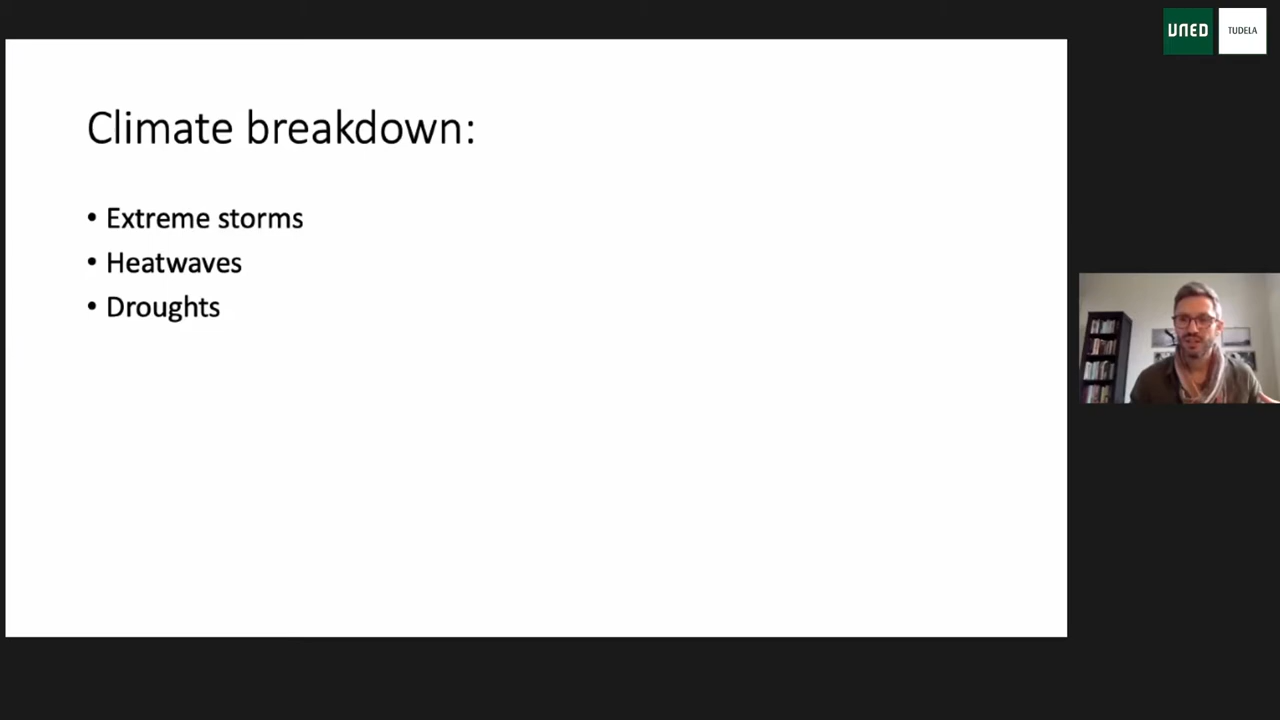 UNED
TUDELA
Climate breakdown:
• Extreme storms
• Heatwaves
• Droughts